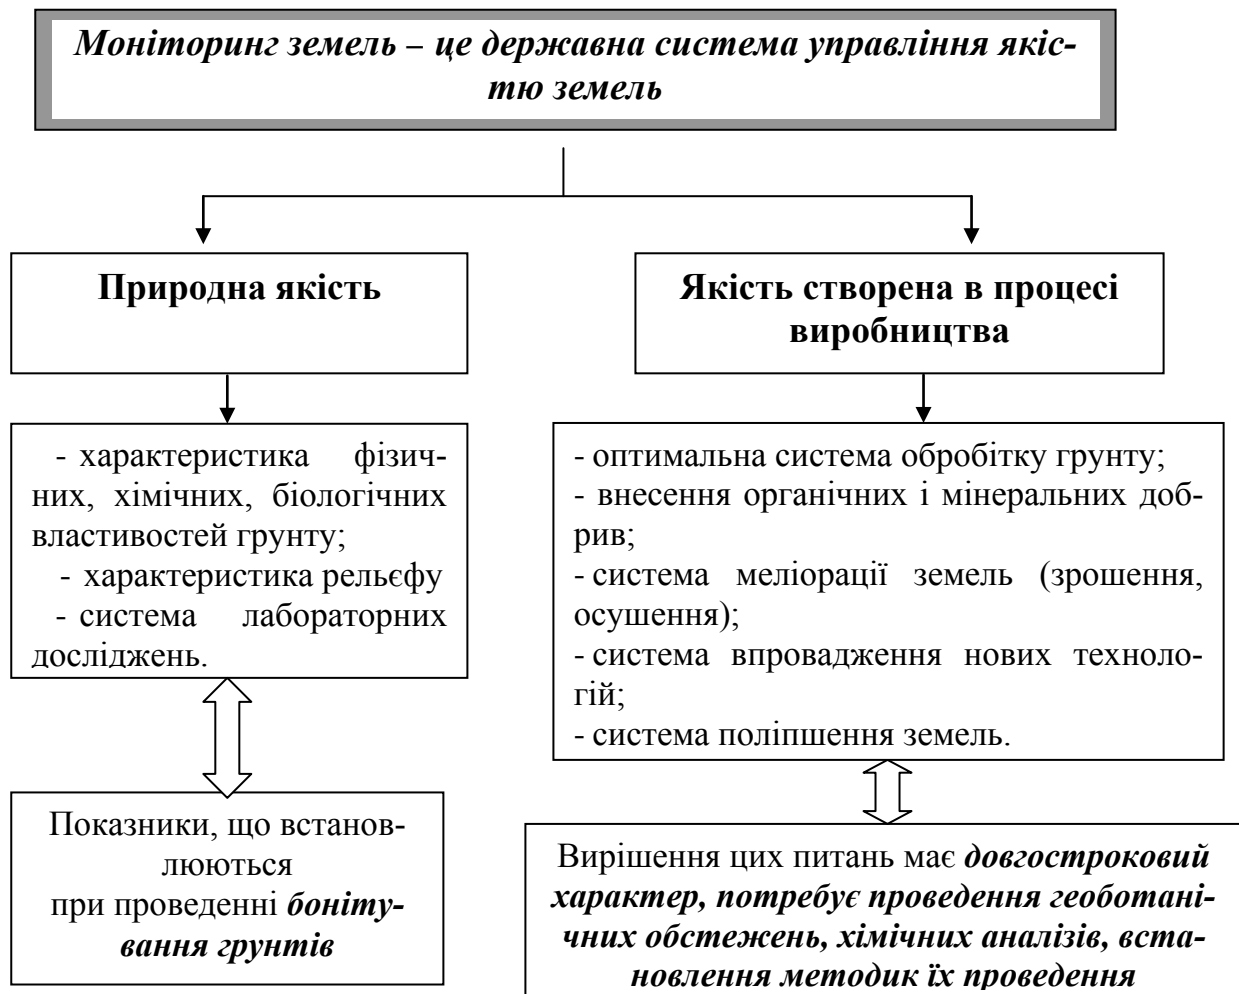 Моніторинг земель – це державна система управління якіс-
тю земель
Природна якість
Якість створена в процесі
виробництва
- характеристика фізич-
них, хімічних, біологічних
властивостей грунту;
- характеристика рельєфу
- система лабораторних
досліджень.
- оптимальна система обробітку грунту;
- внесення органічних і мінеральних доб-
рив;
- система меліорації земель (зрошення,
осушення);
- система впровадження нових техноло-
гій;
- система поліпшення земель.
Показники, що встанов-
люються
при проведенні боніту-
вання грунтів
Вирішення цих питань має довгостроковий
характер, потребує проведення геоботані-
чних обстежень, хімічних аналізів, вста-
новлення методик їх проведення